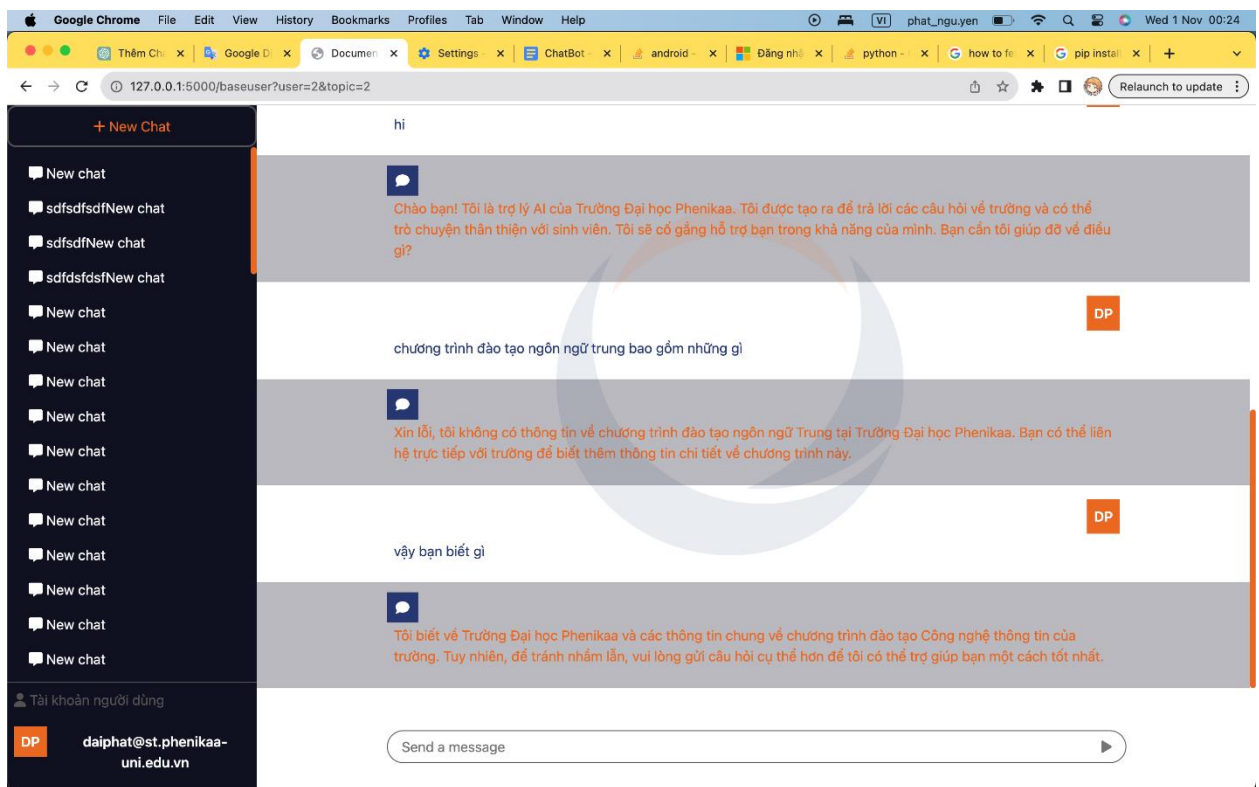 Google Chrome File Edit View History Bookmarks Profiles Tab Window Help VI phat_ngu.yen Wed 1 Nov 00:24
Thêm Ch Google D Documen Settings - ChatBot - android - Đăng nhậ python - how to fe pip instal
127.0.0.1:5000/baseuser?user=2&topic=2 Relaunch to update
+ New Chat
New chat
sdfsdfsdfNew chat
sdfsdfNew chat
sdfdsfdsfNew chat
New chat
New chat
New chat
New chat
New chat
New chat
New chat
New chat
New chat
New chat
New chat
Tài khoản người dùng
DP daiphat@st.phenikaa-
uni.edu.vn
hi
Chào bạn! Tôi là trợ lý AI của Trường Đại học Phenikaa. Tôi được tạo ra để trả lời các câu hỏi về trường và có thể
trò chuyện thân thiện với sinh viên. Tôi sẽ cố gắng hỗ trợ bạn trong khả năng của mình. Bạn cần tôi giúp đỡ về điều
gì?
DP
chương trình đào tạo ngôn ngữ trung bao gồm những gì
Xin lỗi, tôi không có thông tin về chương trình đào tạo ngôn ngữ Trung tại Trường Đại học Phenikaa. Bạn có thể liên
hệ trực tiếp với trường để biết thêm thông tin chi tiết về chương trình này.
DP
vậy bạn biết gì
Tôi biết về Trường Đại học Phenikaa và các thông tin chung về chương trình đào tạo Công nghệ thông tin của
trường. Tuy nhiên, để tránh nhầm lẫn, vui lòng gửi câu hỏi cụ thể hơn để tôi có thể trợ giúp bạn một cách tốt nhất.
Send a message